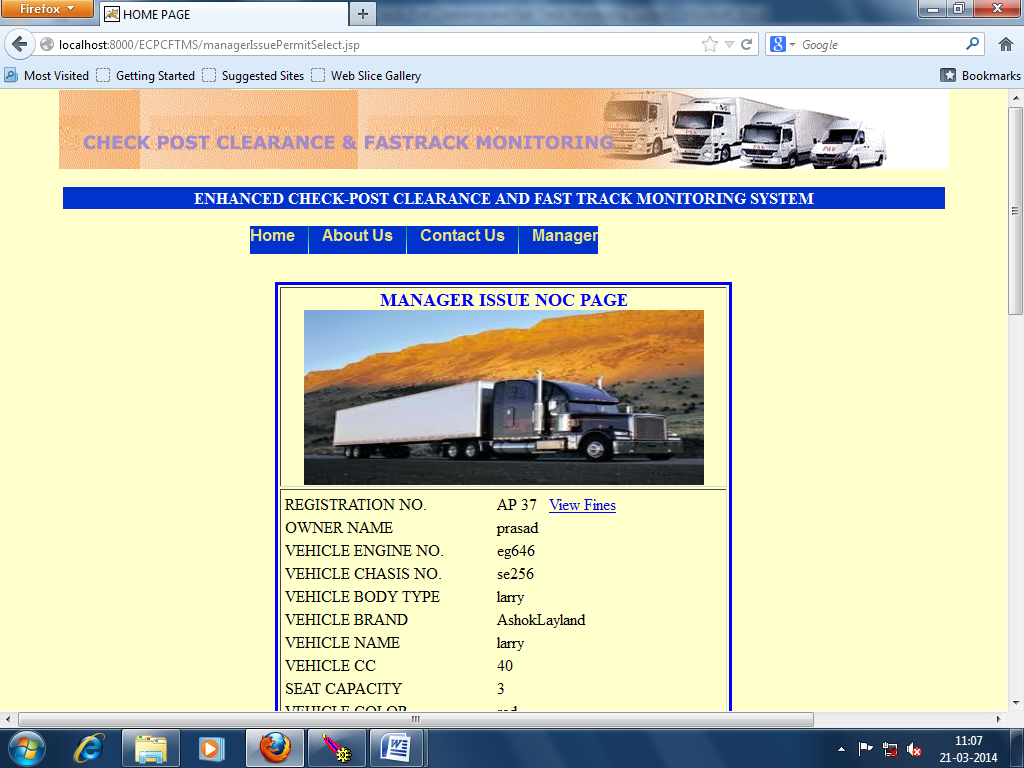 Firefox
HOME PAGE
localhost:8000/ECPCFTMS/managerIssuePermitSelect.jsp
Google
Most Visited Getting Started Suggested Sites Web Slice Gallery Bookmarks
CHECK POST CLEARANCE & FASTRACK MONITORING
ENHANCED CHECK-POST CLEARANCE AND FAST TRACK MONITORING SYSTEM
Home About Us Contact Us Manager
MANAGER ISSUE NOC PAGE
REGISTRATION NO. AP 37 View Fines
OWNER NAME prasad
VEHICLE ENGINE NO. eg646
VEHICLE CHASIS NO. se256
VEHICLE BODY TYPE larry
VEHICLE BRAND AshokLayland
VEHICLE NAME larry
VEHICLE CC 40
SEAT CAPACITY 3
VEHICLE COLOR red
11:07
21-03-2014